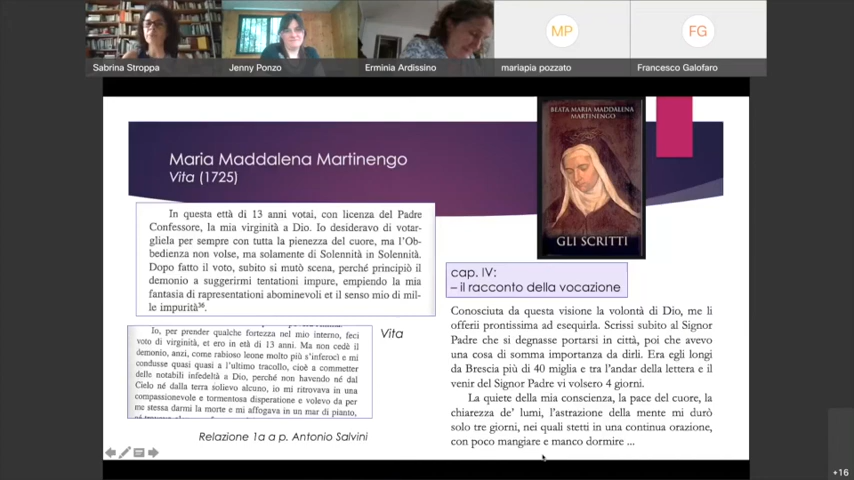 MP
FG
Sabrina Stroppa
Jenny Ponzo
Erminia Ardissino
mariapia pozzato
Francesco Galofaro
Maria Maddalena Martinengo
Vita (1725)
BEATA MARIA MADDALENA
MARTINENGO
GLI SCRITTI
In questa ettà di 13 anni votai, con licenza del Padre
Confessore, la mia virginità a Dio. Io desideravo di votar-
gliela per sempre con tutta la pienezza del cuore, ma l'Ob-
bedienza non volse, ma solamente di Solennità in Solennità.
Dopo fatto il voto, subito si mutò scena, perché principiò il
demonio a suggerirmi tentationi impure, empiendo la mia
fantasia di rapresentationi abominevoli et il senso mio di mil-
le impurità³⁶.
Vita
Io, per prender qualche fortezza nel mio interno, feci
voto di virginità, et ero in età di 13 anni. Ma non cedè il
demonio, anzi, come rabioso leone molto più s'inferocì e mi
condusse quasi quasi a l'ultimo tracollo, cioè a commetter
delle notabili infedeltà a Dio, perché non havendo né dal
Cielo né dalla terra solievo alcuno, io mi ritrovava in una
compassionevole e tormentosa disperatione e volevo da per
me stessa darmi la morte e mi affogava in un mar di pianto,
Relazione 1a a p. Antonio Salvini
cap. IV:
– il racconto della vocazione
Conosciuta da questa visione la volontà di Dio, me li
offerii prontissima ad esequirla. Scrissi subito al Signor
Padre che si degnasse portarsi in città, poi che avevo
una cosa di somma importanza da dirli. Era egli longi
da Brescia più di 40 miglia e tra l'andar della lettera e il
venir del Signor Padre vi volsero 4 giorni.
La quiete della mia conscienza, la pace del cuore, la
chiarezza de' lumi, l'astrazione della mente mi durò
solo tre giorni, nei quali stetti in una continua orazione,
con poco mangiare e manco dormire ...
+16